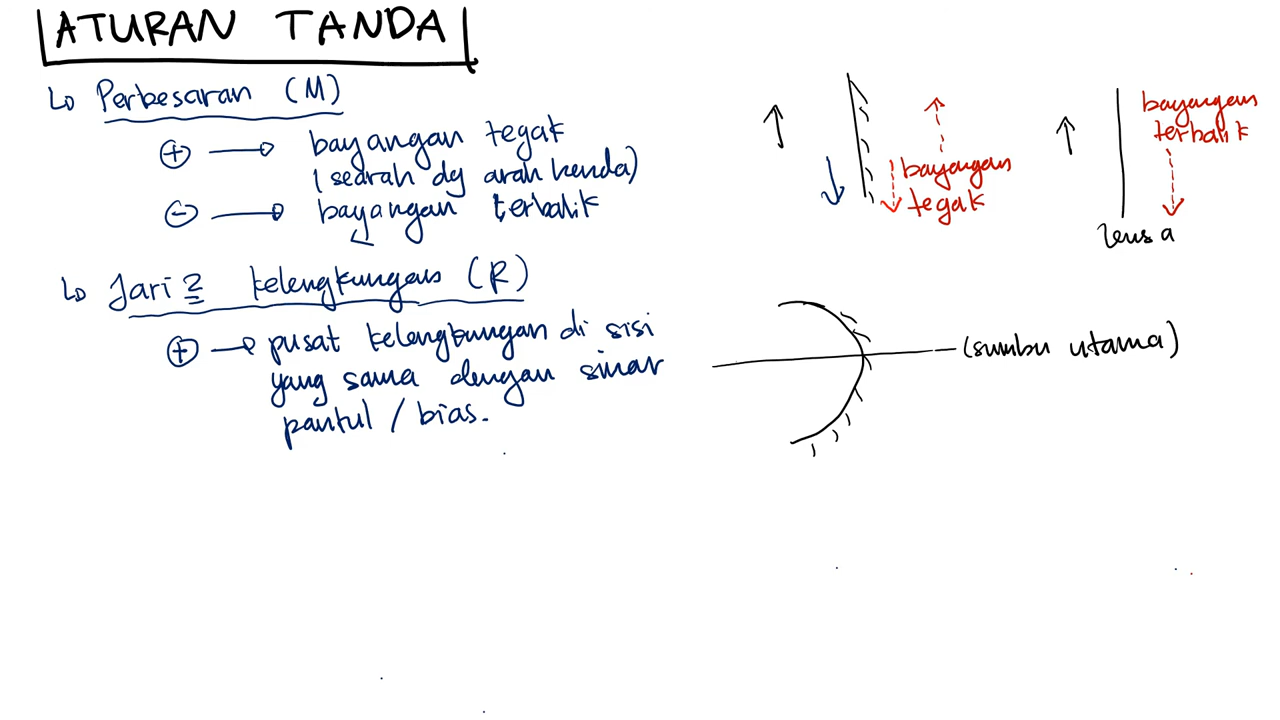 ATURAN TANDA
↳ Perbesaran (M)
⊕ → bayangan tegak
(searah dg arah benda)
⊖ → bayangan terbalik
↳ Jari2 kelengkungan (R)
⊕ → pusat kelengkungan di sisi
yang sama dengan sinar
pantul / bias.
bayangan
tegak
bayangan
terbalik
lensa
(sumbu utama)